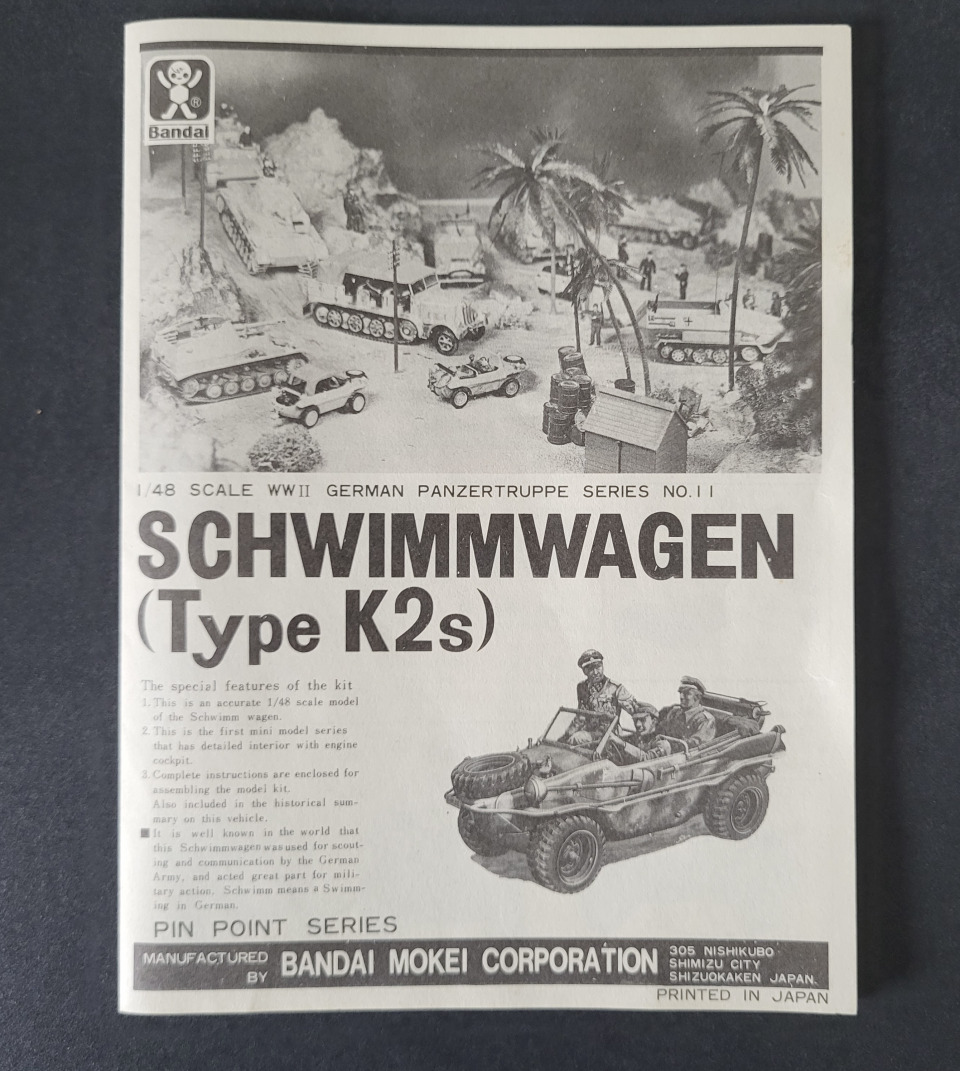 Bandai
®
1/48 SCALE WWII GERMAN PANZERTRUPPE SERIES NO.11
SCHWIMMWAGEN
(Type K2s)
The special features of the kit
1. This is an accurate 1/48 scale model
of the Schwimm wagen.
2. This is the first mini model series
that has detailed interior with engine
cockpit.
3. Complete instructions are enclosed for
assembling the model kit.
Also included in the historical sum-
mary on this vehicle.
■It is well known in the world that
this Schwimmwagen was used for scout-
ing and communication by the German
Army, and acted great part for mili-
tary action. Schwimm means a Swimm-
ing in German.
PIN POINT SERIES
MANUFACTURED
BY
BANDAI MOKEI CORPORATION
305 NISHIKUBO
SHIMIZU CITY
SHIZUOKAKEN JAPAN.
PRINTED IN JAPAN